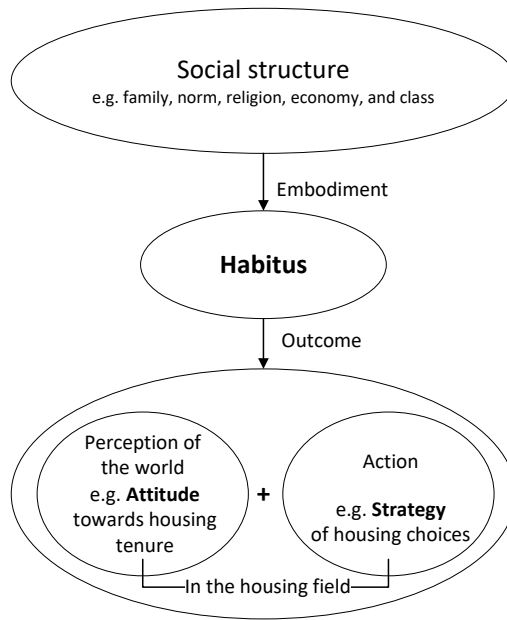 Social structure
e.g. family, norm, religion, economy, and class
Embodiment
Habitus
Outcome
Perception of
the world
e.g. Attitude
towards housing
tenure
+
Action
e.g. Strategy
of housing choices
In the housing field